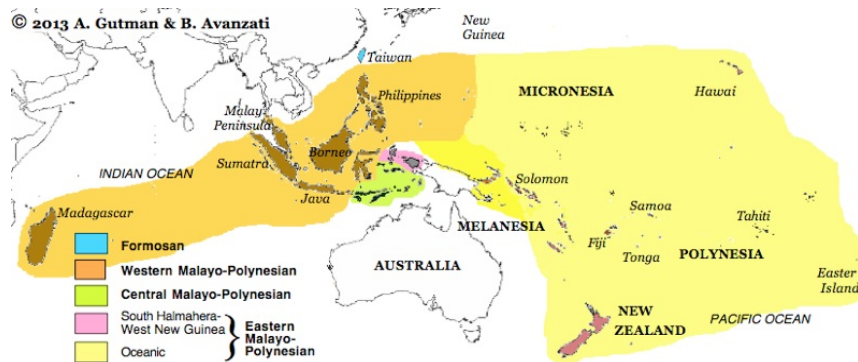 © 2013 A. Gutman & B. Avanzati
New
Guinea
Taiwan
Hawai
MICRONESIA
Philippines
Malay
Peninsula
Borneo
Sumatra
INDIAN OCEAN
Solomon
Java
Samoa
Madagascar
MELANESIA
Tahiti
Fiji
Formosan
Tonga
POLYNESIA
AUSTRALIA
Western Malayo-Polynesian
Easter
Island
Central Malayo-Polynesian
South Halmahera-
West New Guinea
Oceanic
Eastern
Malayo-
Polynesian
NEW
ZEALAND
PACIFIC OCEAN